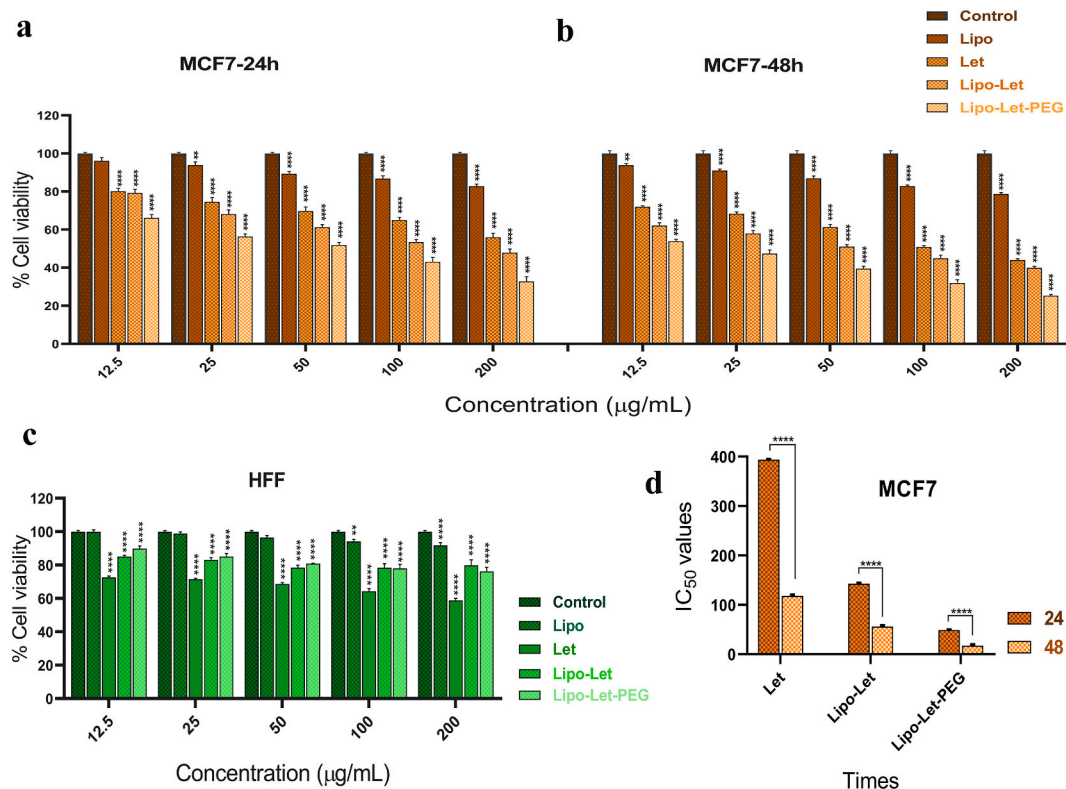 a
b
Control
Lipo
Let
Lipo-Let
Lipo-Let-PEG
MCF7-24h
MCF7-48h
% Cell viability
120
100
80
60
40
20
0
**** **** ****
** **** **** ****
**** **** **** ****
**** **** **** ****
**** **** **** ****
** **** **** ***
**** **** **** ****
**** **** **** ****
**** **** **** ****
**** **** **** ****
12.5 25 50 100 200
12.5 25 50 100 200
Concentration (μg/mL)
c
HFF
% Cell viability
120
100
80
60
40
20
0
**** **** ****
**** **** ****
**** **** ****
** **** **** ****
**** **** **** ****
12.5 25 50 100 200
Concentration (μg/mL)
Control
Lipo
Let
Lipo-Let
Lipo-Let-PEG
d
MCF7
IC50 values
400
300
200
100
0
****
****
****
24
48
Let
Lipo-Let
Lipo-Let-PEG
Times